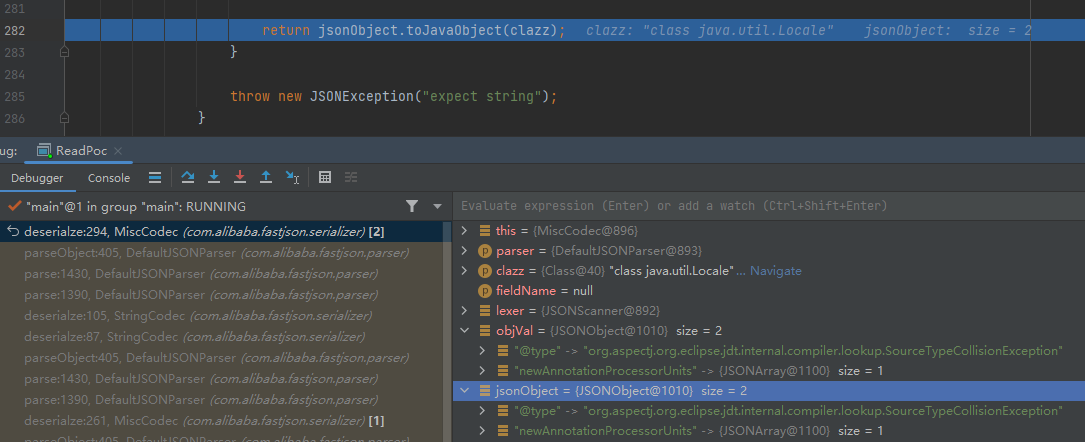 281
282 return jsonObject.toJavaObject(clazz); clazz: "class java.util.Locale" jsonObject: size = 2
283 }
284
285 throw new JSONException("expect string");
286 }
ug: ReadPoc ×
Debugger Console
"main"@1 in group "main": RUNNING
Evaluate expression (Enter) or add a watch (Ctrl+Shift+Enter)
deserialze:294, MiscCodec (com.alibaba.fastjson.serializer) [2]
parseObject:405, DefaultJSONParser (com.alibaba.fastjson.parser)
parse:1430, DefaultJSONParser (com.alibaba.fastjson.parser)
parse:1390, DefaultJSONParser (com.alibaba.fastjson.parser)
deserialze:105, StringCodec (com.alibaba.fastjson.serializer)
deserialze:87, StringCodec (com.alibaba.fastjson.serializer)
parseObject:405, DefaultJSONParser (com.alibaba.fastjson.parser)
parse:1430, DefaultJSONParser (com.alibaba.fastjson.parser)
parse:1390, DefaultJSONParser (com.alibaba.fastjson.parser)
deserialze:261, MiscCodec (com.alibaba.fastjson.serializer) [1]
parseObject:405, DefaultJSONParser (com.alibaba.fastjson.parser)
this = {MiscCodec@896}
parser = {DefaultJSONParser@893}
clazz = {Class@40} "class java.util.Locale"... Navigate
fieldName = null
lexer = {JSONScanner@892}
objVal = {JSONObject@1010} size = 2
"@type" -> "org.aspectj.org.eclipse.jdt.internal.compiler.lookup.SourceTypeCollisionException"
"newAnnotationProcessorUnits" -> {JSONArray@1100} size = 1
jsonObject = {JSONObject@1010} size = 2
"@type" -> "org.aspectj.org.eclipse.jdt.internal.compiler.lookup.SourceTypeCollisionException"
"newAnnotationProcessorUnits" -> {JSONArray@1100} size = 1